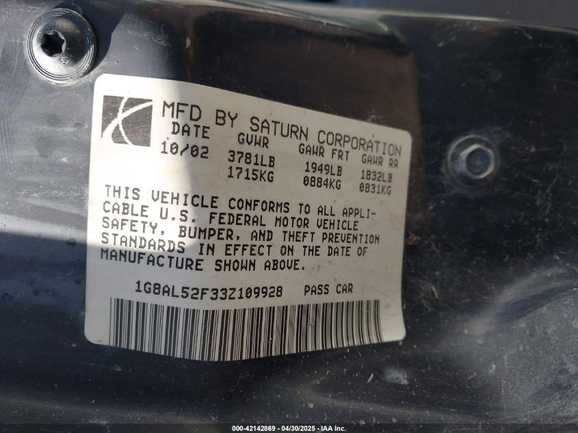 MFD BY SATURN CORPORATION
DATE GVWR GAWR FRT GAWR RR
10/02 3781LB 1949LB 1832LB
1715KG 0884KG 0831KG
THIS VEHICLE CONFORMS TO ALL APPLI-
CABLE U.S. FEDERAL MOTOR VEHICLE
SAFETY, BUMPER, AND THEFT PREVENTION
STANDARDS IN EFFECT ON THE DATE OF
MANUFACTURE SHOWN ABOVE.
1G8AL52F33Z109928 PASS CAR
000-42142869 04/30/2025 IAA Inc.